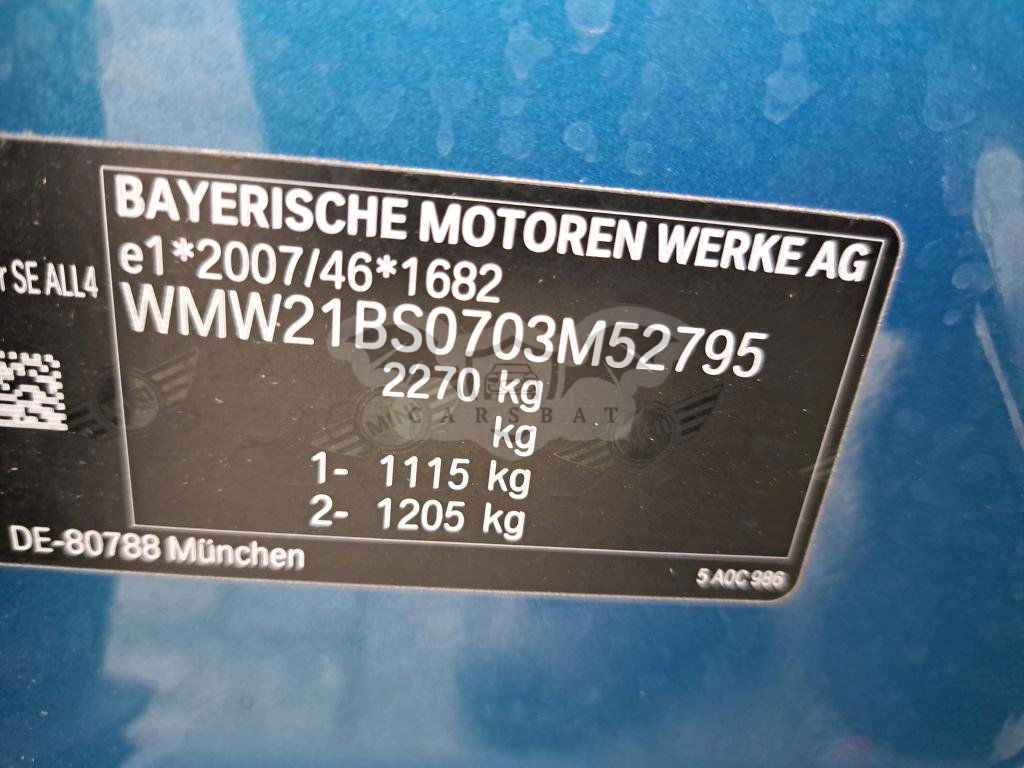 BAYERISCHE MOTOREN WERKE AG
e1*2007/46*1682
r SE ALL4
WMW21BS0703M52795
2270 kg
CARSBAT
kg
1- 1115 kg
2- 1205 kg
DE-80788 München
5 A0C 986